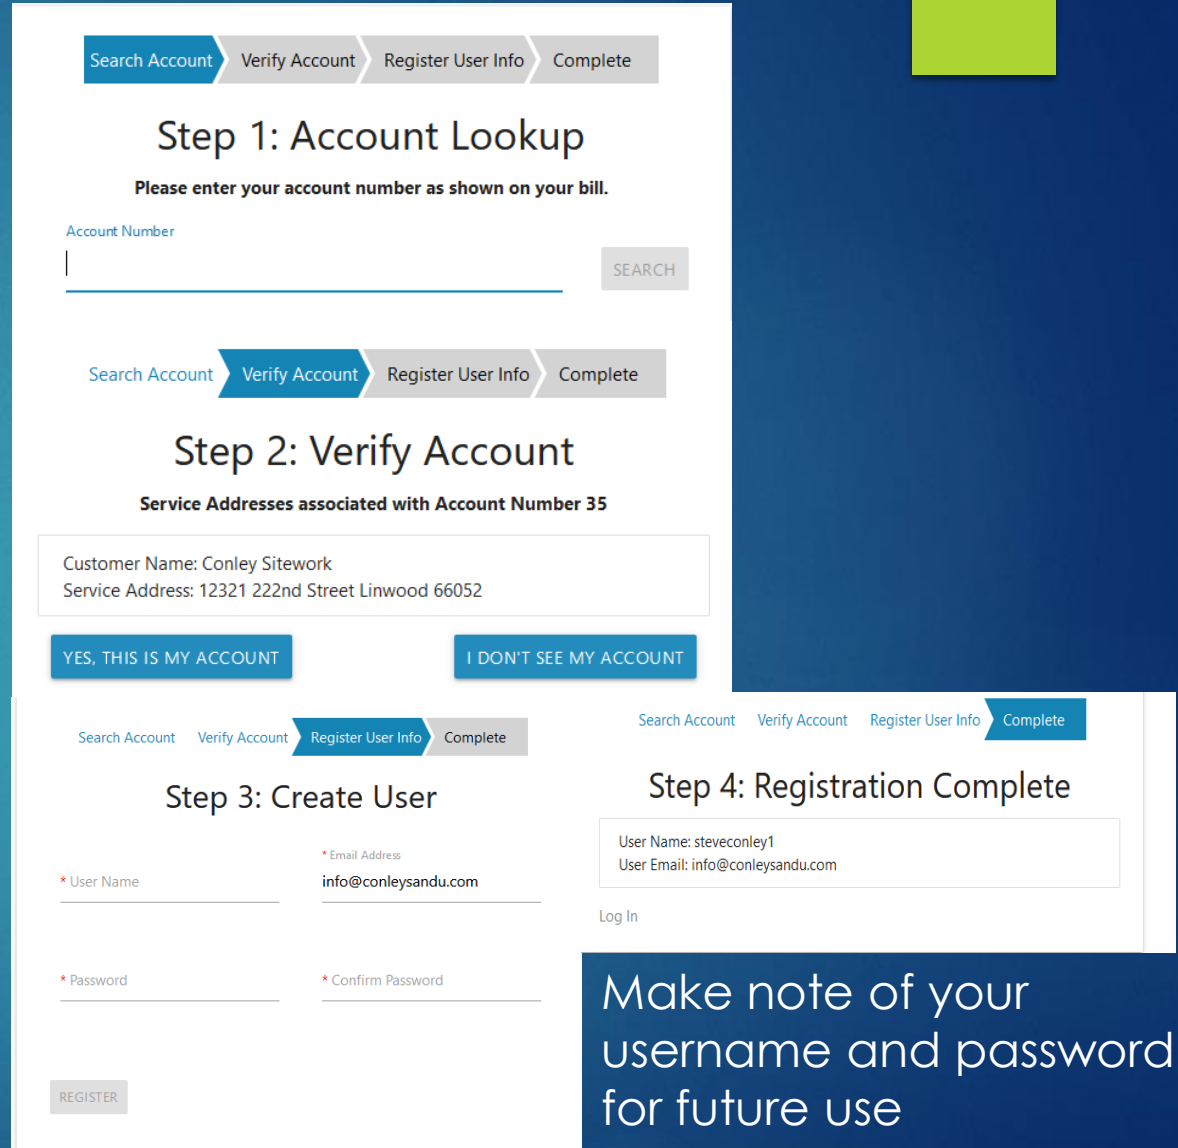 Search Account Verify Account Register User Info Complete
Step 1: Account Lookup
Please enter your account number as shown on your bill.
Account Number
SEARCH
Search Account Verify Account Register User Info Complete
Step 2: Verify Account
Service Addresses associated with Account Number 35
Customer Name: Conley Sitework
Service Address: 12321 222nd Street Linwood 66052
YES, THIS IS MY ACCOUNT I DON'T SEE MY ACCOUNT
Search Account Verify Account Register User Info Complete
Step 3: Create User
* Email Address
* User Name info@conleysandu.com
* Password * Confirm Password
REGISTER
Search Account Verify Account Register User Info Complete
Step 4: Registration Complete
User Name: steveconley1
User Email: info@conleysandu.com
Log In
Make note of your
username and password
for future use